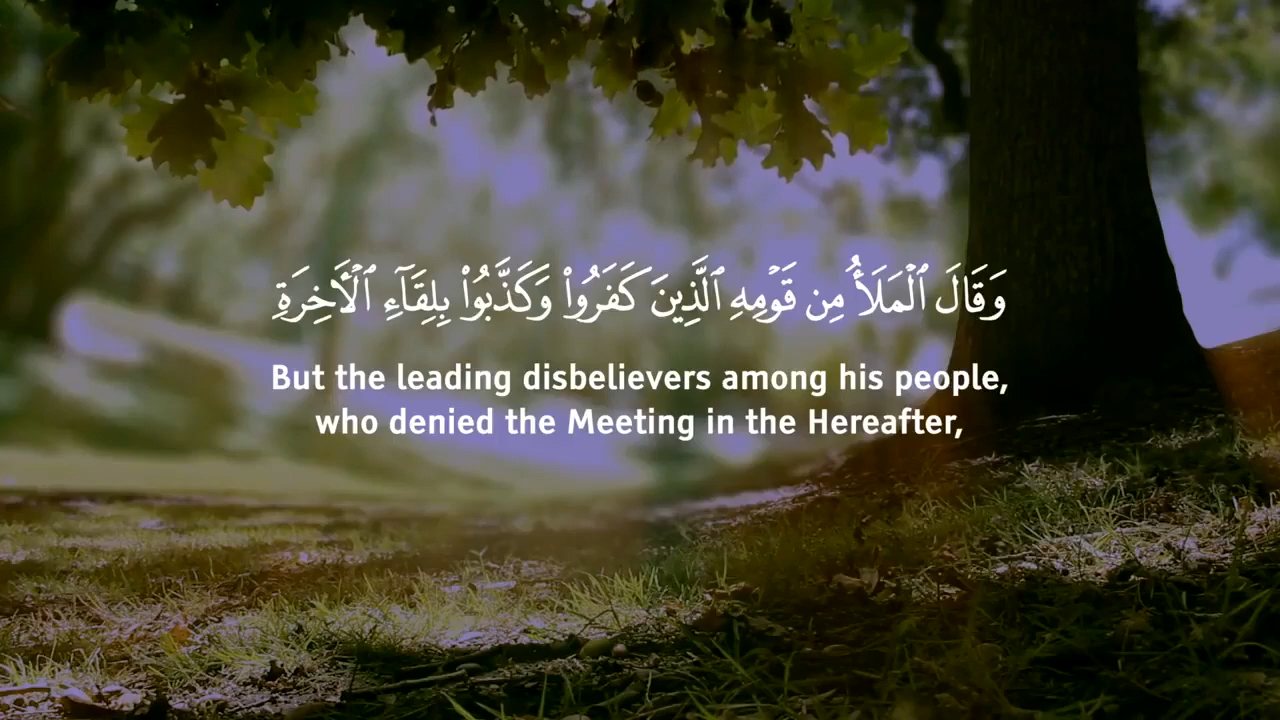 وَقَالَ ٱلْمَلَأُ مِن قَوْمِهِ ٱلَّذِينَ كَفَرُوا۟ وَكَذَّبُوا۟ بِلِقَآءِ ٱلْـَٔاخِرَةِ
But the leading disbelievers among his people,
who denied the Meeting in the Hereafter,